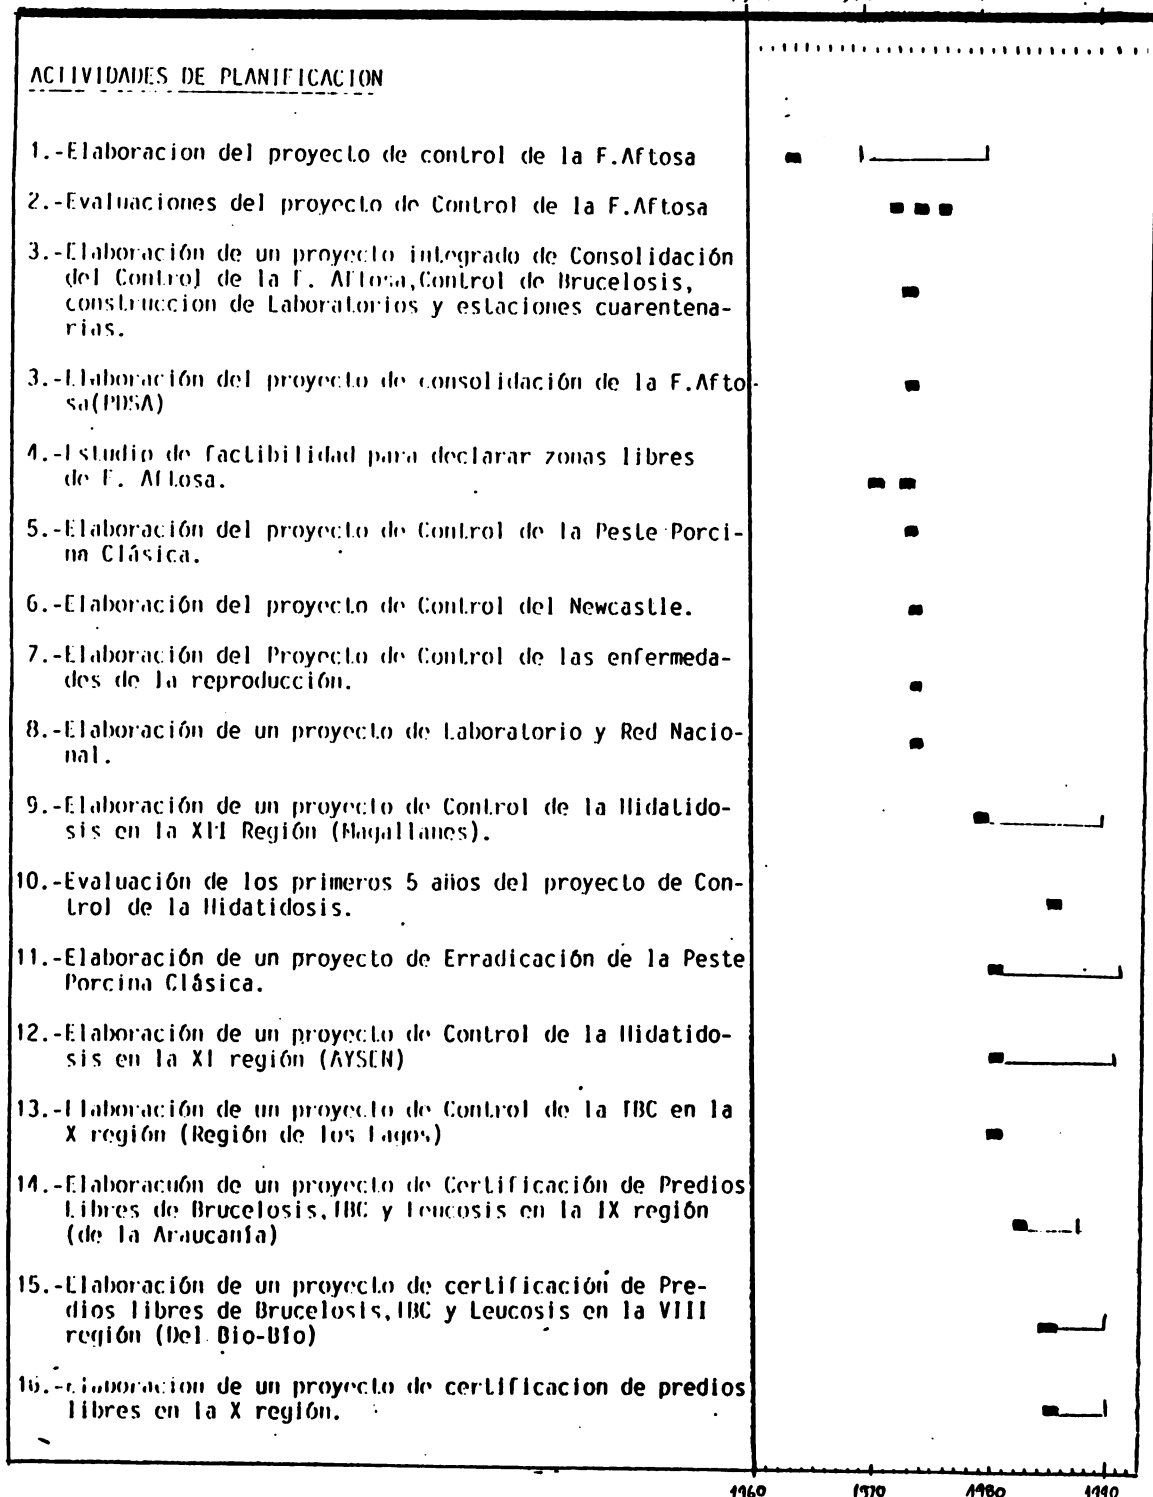 ACTIVIDADES DE PLANIFICACION
1.-Elaboracion del proyecto de control de la F.Aftosa
2.-Evaluaciones del proyecto de Control de la F.Aftosa
3.-Elaboración de un proyecto integrado de Consolidación
del Control de la F. Aftosa,Control de Brucelosis,
construccion de Laboratorios y estaciones cuarentena-
rias.
3.-Elaboración del proyecto de consolidación de la F.Afto-
sa(PDSA)
4.-Estudio de factibilidad para declarar zonas libres
de F. Aftosa.
5.-Elaboración del proyecto de Control de la Peste Porci-
na Clásica.
6.-Elaboración del proyecto de Control del Newcastle.
7.-Elaboración del Proyecto de Control de las enfermeda-
des de la reproducción.
8.-Elaboración de un proyecto de Laboratorio y Red Nacio-
nal.
9.-Elaboración de un proyecto de Control de la Hidatido-
sis en la XII Región (Magallanes).
10.-Evaluación de los primeros 5 años del proyecto de Con-
trol de la Hidatidosis.
11.-Elaboración de un proyecto de Erradicación de la Peste
Porcina Clásica.
12.-Elaboración de un proyecto de Control de la Hidatido-
sis en la XI región (AYSEN)
13.-Elaboración de un proyecto de Control de la TBC en la
X región (Región de los Lagos)
14.-Elaboracuón de un proyecto de Certificación de Predios
Libres de Brucelosis,TBC y Leucosis en la IX región
(de la Araucanía)
15.-Elaboración de un proyecto de certificación de Pre-
dios libres de Brucelosis,TBC y Leucosis en la VIII
región (Del Bio-Bío)
16.-Elaboracion de un proyecto de certificacion de predios
libres en la X región.
1960 1970 1980 1990